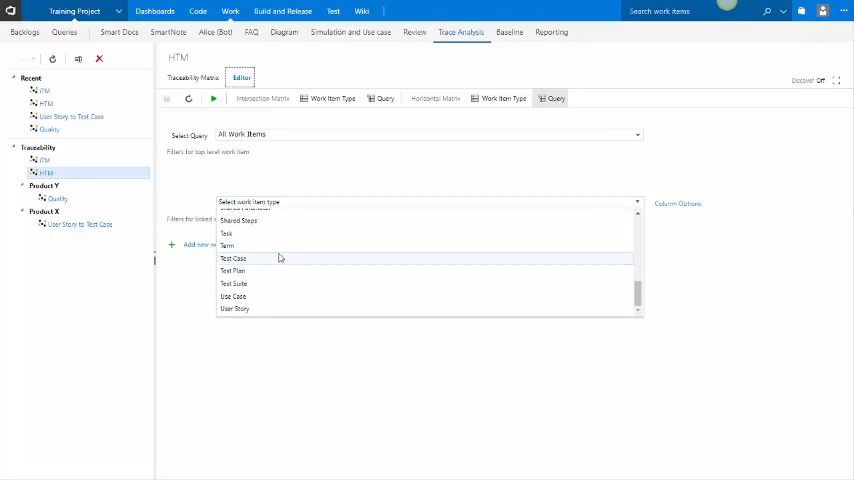 Training Project Dashboards Code Work Build and Release Test Wiki Search work items
Backlogs Queries Smart Docs SmartNote Alice (Bot) FAQ Diagram Simulation and Use case Review Trace Analysis Baseline Reporting
HTM
Recent
ITM
HTM
User Story to Test Case
Quality
Traceability
ITM
HTM
Product Y
Quality
Product X
User Story to Test Case
Traceability Matrix Editor
Discover Off
Intersection Matrix Work Item Type Query Horizontal Matrix Work Item Type Query
Select Query All Work Items
Filters for top level work item
Select work item type
Column Options
Filters for linked
Shared Steps
Task
Term
Add new w
Test Case
Test Plan
Test Suite
Use Case
User Story